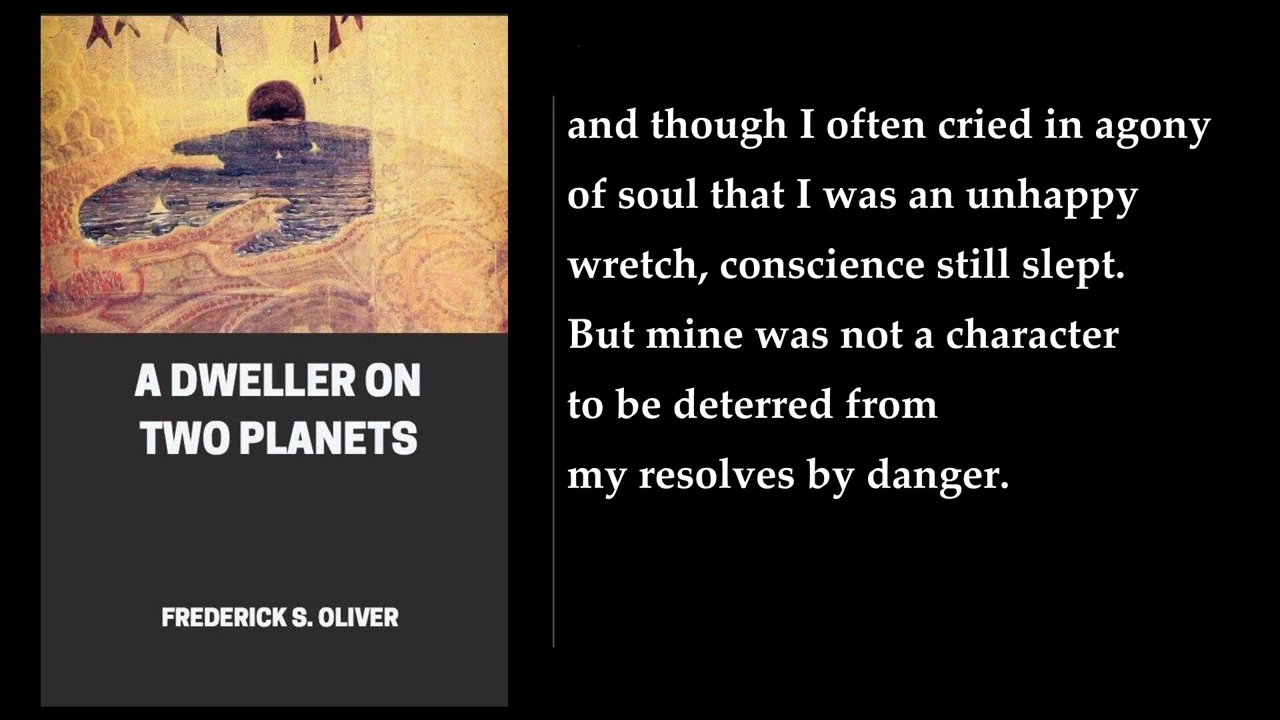 A DWELLER ON
TWO PLANETS
FREDERICK S. OLIVER
and though I often cried in agony
of soul that I was an unhappy
wretch, conscience still slept.
But mine was not a character
to be deterred from
my resolves by danger.